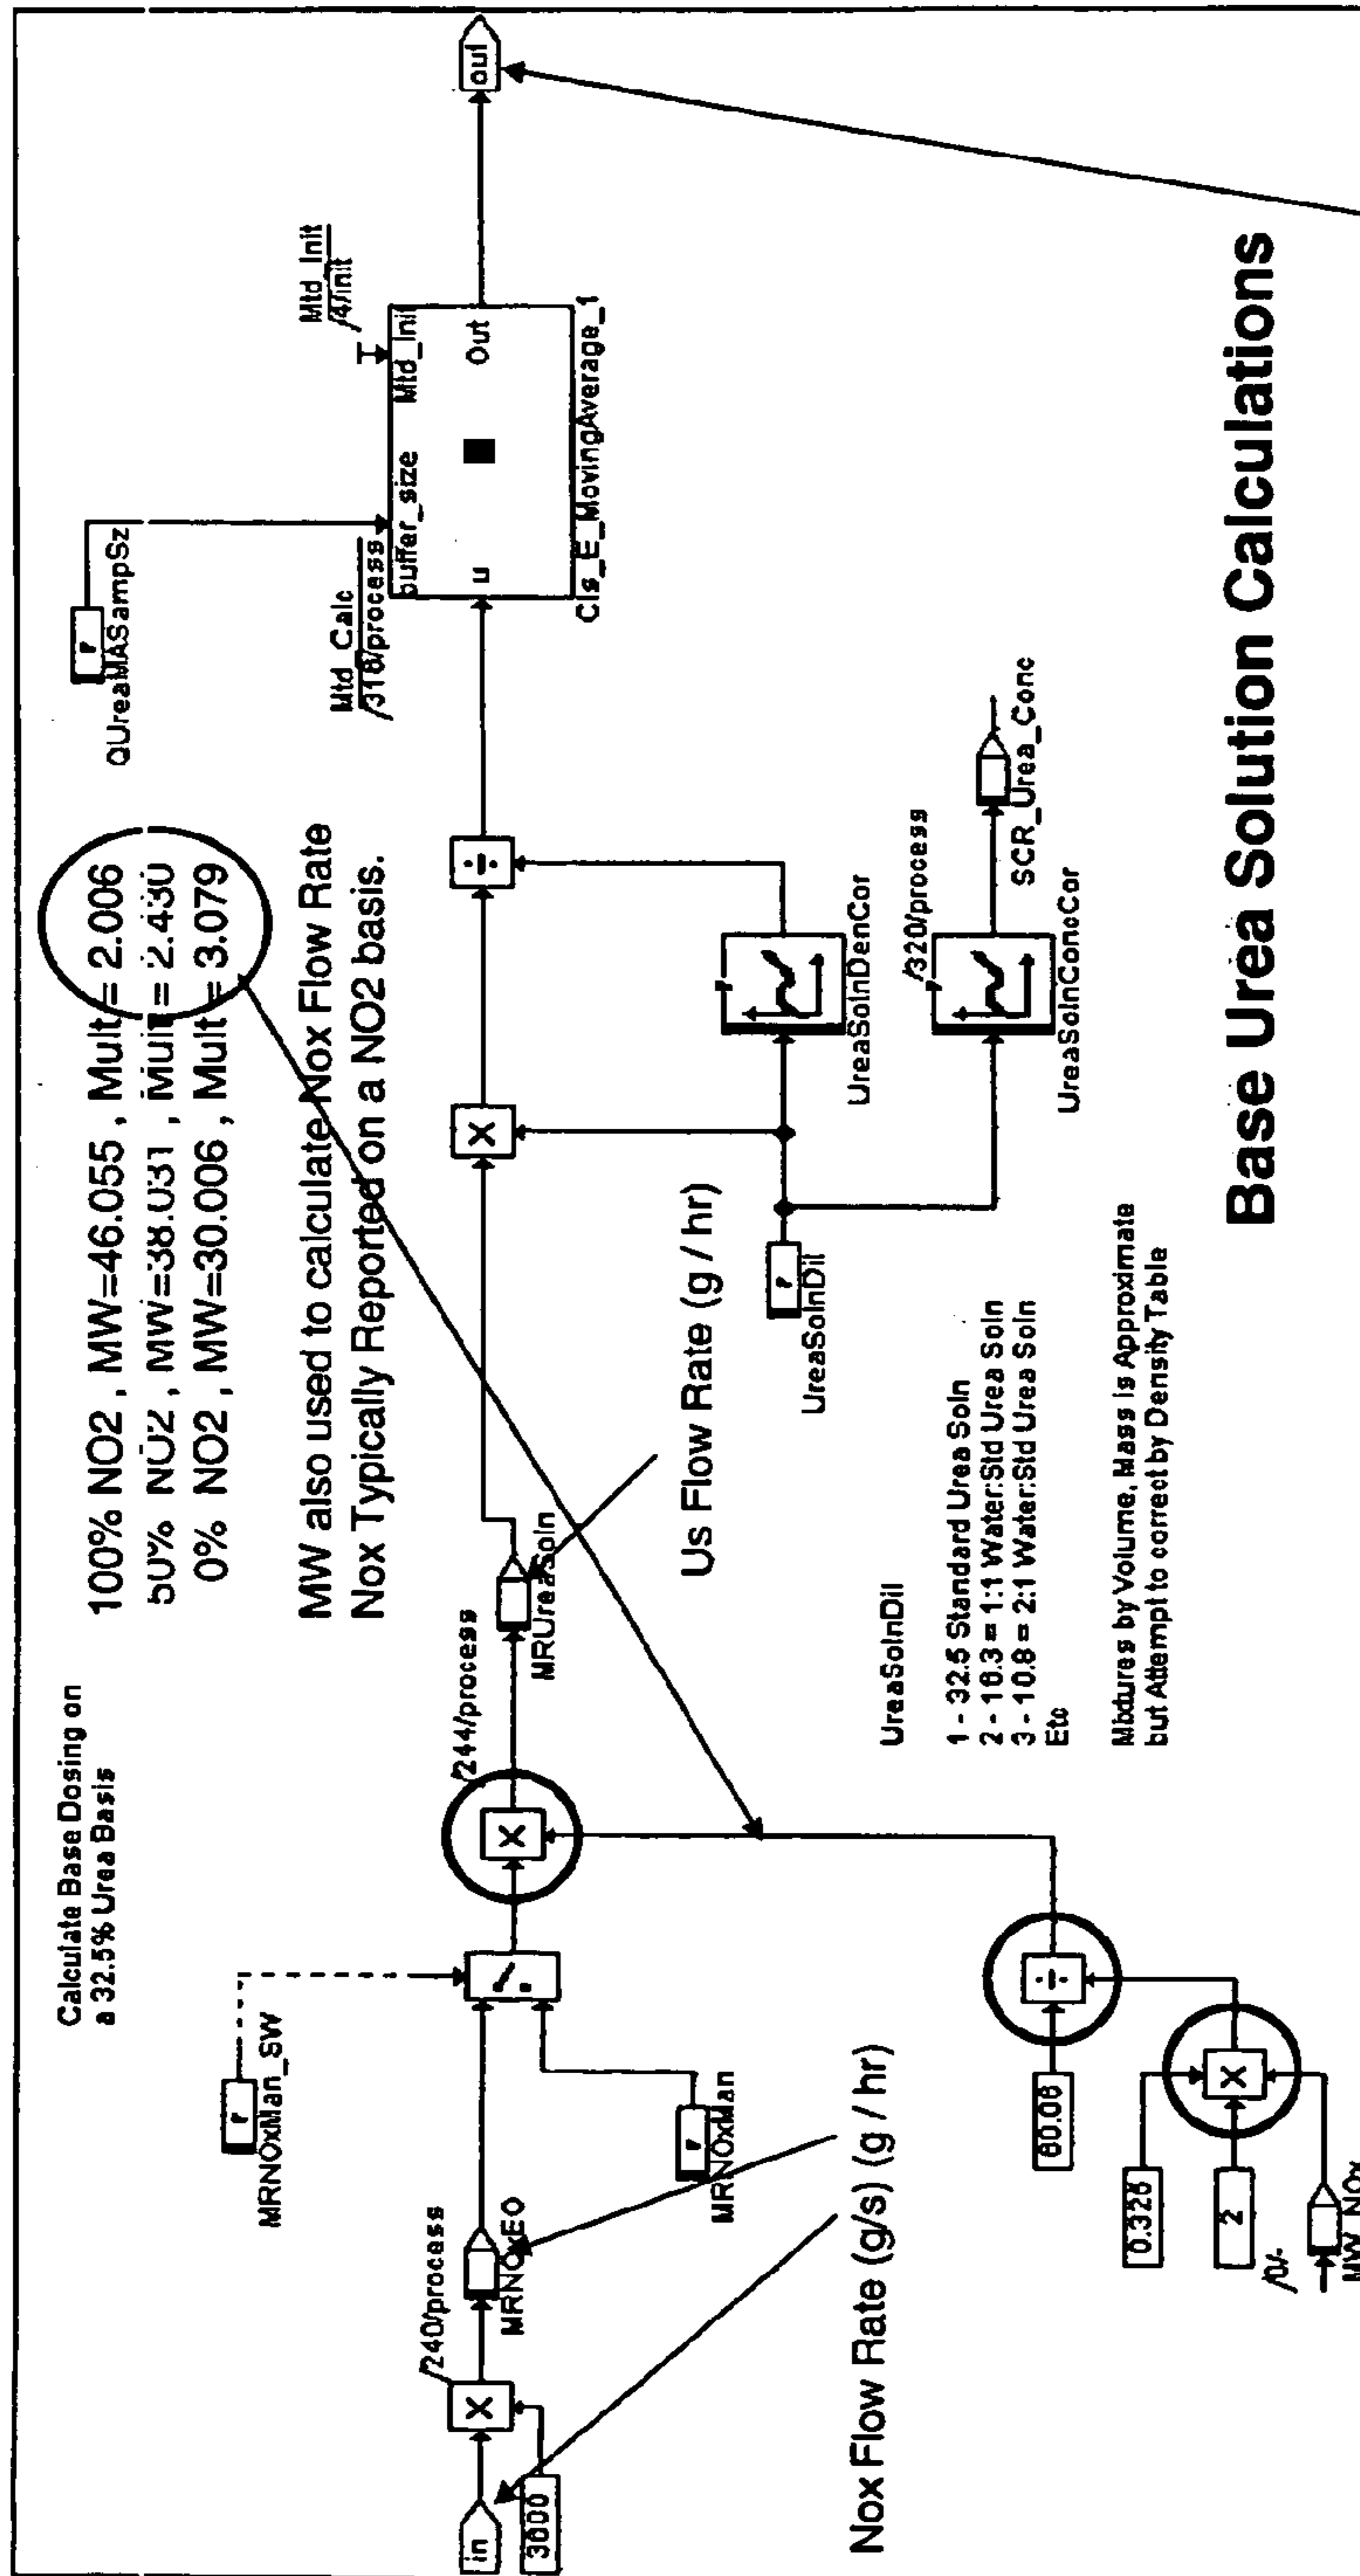 Calculate Base Dosing on
a 32.5% Urea Basis
100% NO2 , MW=46.055 , Mult = 2.006
50% NO2 , MW=38.031 , Mult = 2.430
0% NO2 , MW=30.006 , Mult = 3.079
MW also used to calculate Nox Flow Rate
Nox Typically Reported on a NO2 basis.
QUreaMASampSz
MRNOxMan_SW
Mtd_Calc
/316/process
Mtd_Init
/4/init
buffer_size
Mtd_Init
u
Out
Cls_E_MovingAverage_1
out
/240/process
in
X
3600
MRNOxEO
MRNOxMan
/244/process
X
MRUreaSoln
X
÷
Us Flow Rate (g / hr)
Nox Flow Rate (g/s) (g / hr)
UreaSolnDil
UreaSolnDenCor
/320/process
UreaSolnConcCor
SCR_Urea_Conc
60.06
÷
0.326
2
/0/-
X
MW_NOx
UreaSolnDil
1 - 32.5 Standard Urea Soln
2 - 16.3 = 1:1 Water:Std Urea Soln
3 - 10.8 = 2:1 Water:Std Urea Soln
Etc
Mixtures by Volume, Mass is Approximate
but Attempt to correct by Density Table
Base Urea Solution Calculations